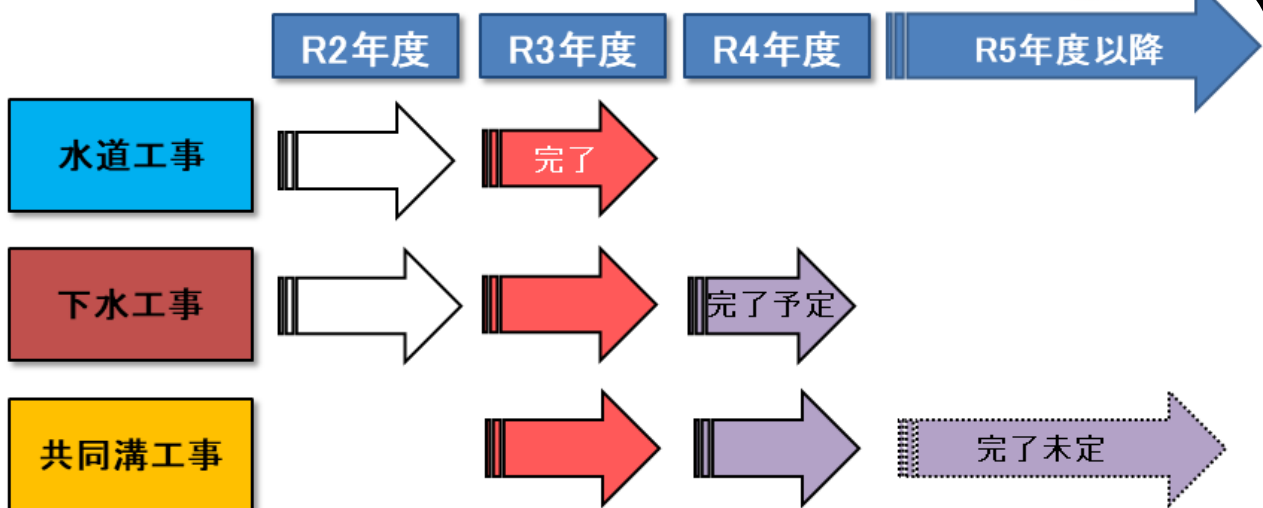 R2年度
R3年度
R4年度
R5年度以降
水道工事
完了
下水工事
完了予定
共同溝工事
完了未定